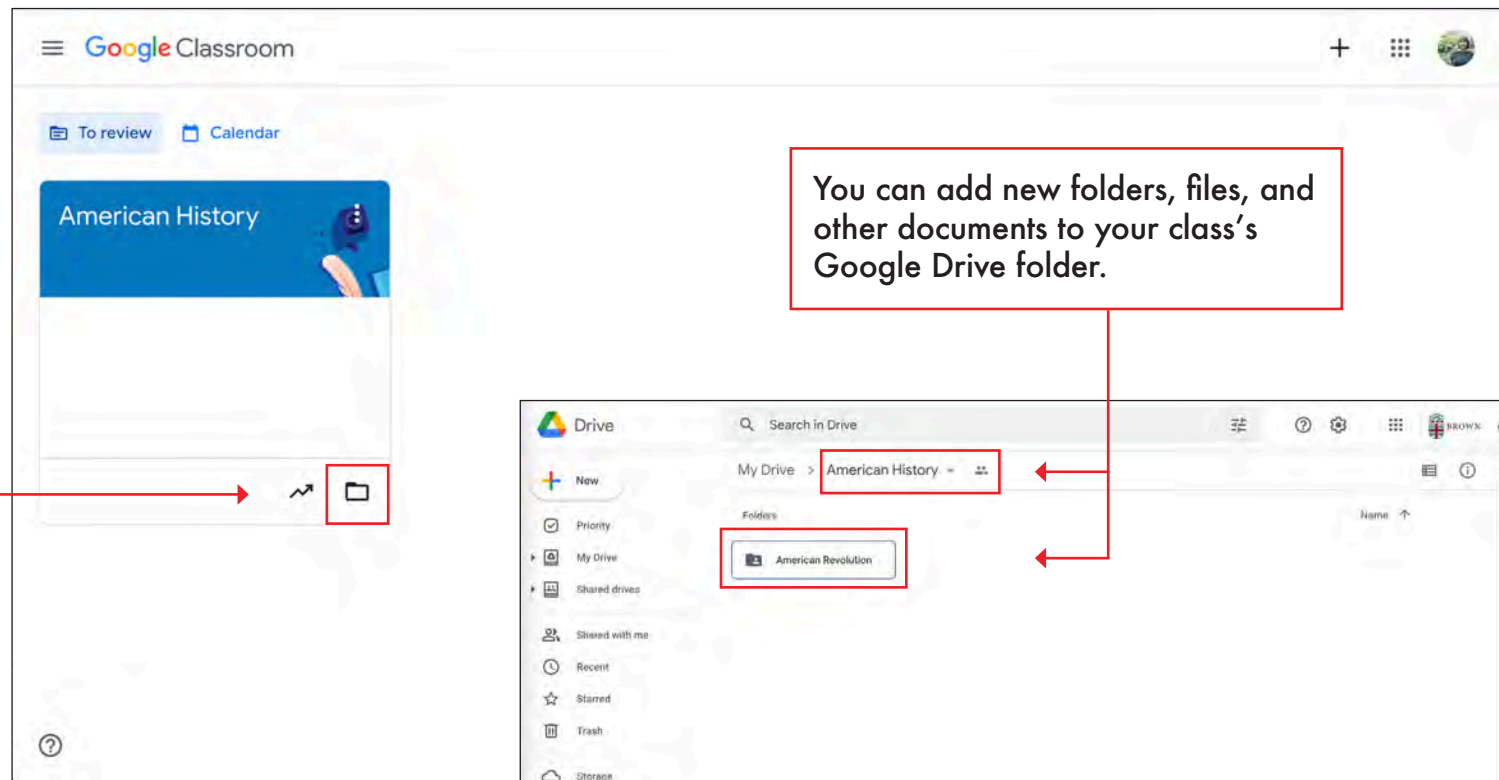 Google Classroom
To review
Calendar
American History
You can add new folders, files, and
other documents to your class's
Google Drive folder.
Drive
Search in Drive
BROWN
My Drive > American History
New
Folders
Name
Priority
American Revolution
My Drive
Shared drives
Shared with me
Recent
Starred
Trash
Storage